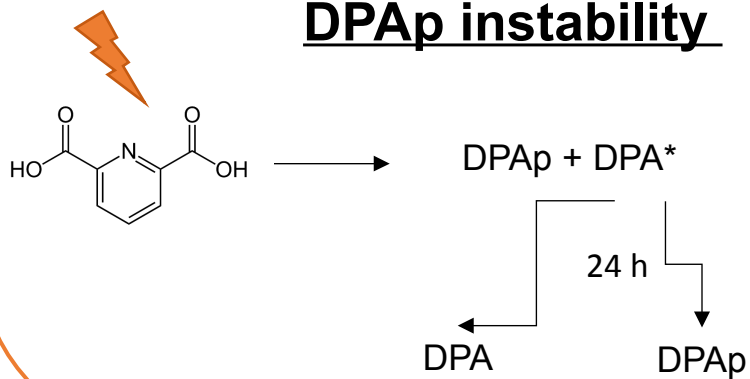 DPAp instability
O
O
HO
N
OH
DPAp + DPA*
24 h
DPA
DPAp